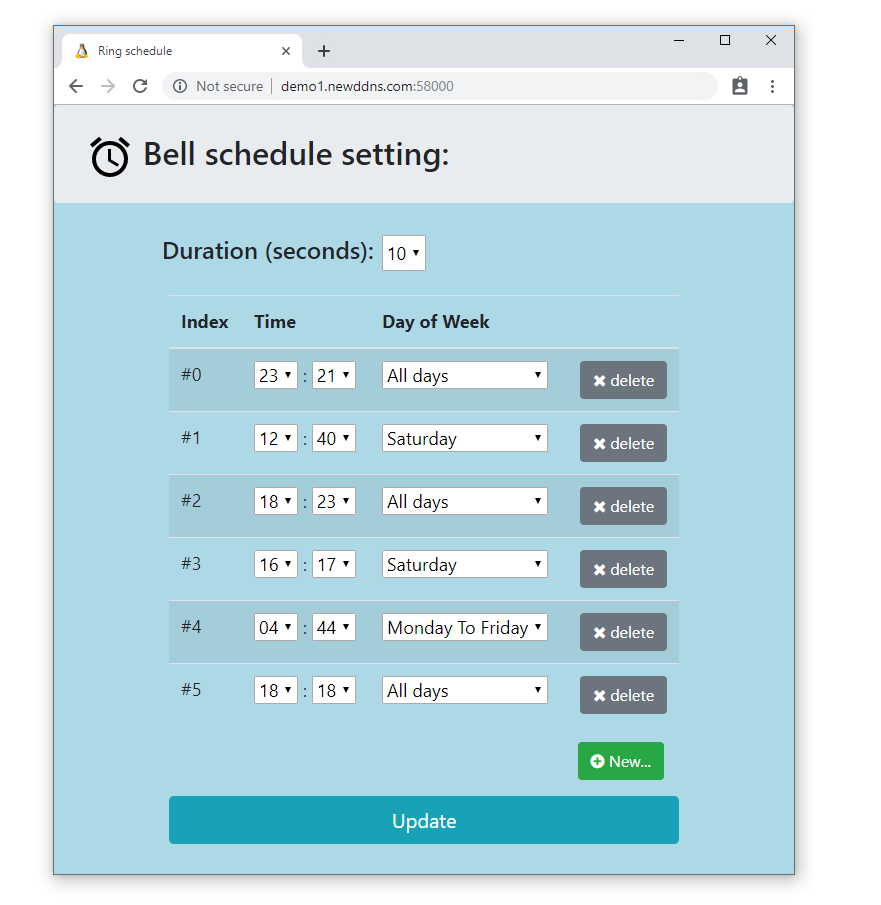 Ring schedule
Not secure demo1.newddns.com:58000
Bell schedule setting:
Duration (seconds): 10
Index Time Day of Week
#0 23 : 21 All days delete
#1 12 : 40 Saturday delete
#2 18 : 23 All days delete
#3 16 : 17 Saturday delete
#4 04 : 44 Monday To Friday delete
#5 18 : 18 All days delete
New...
Update